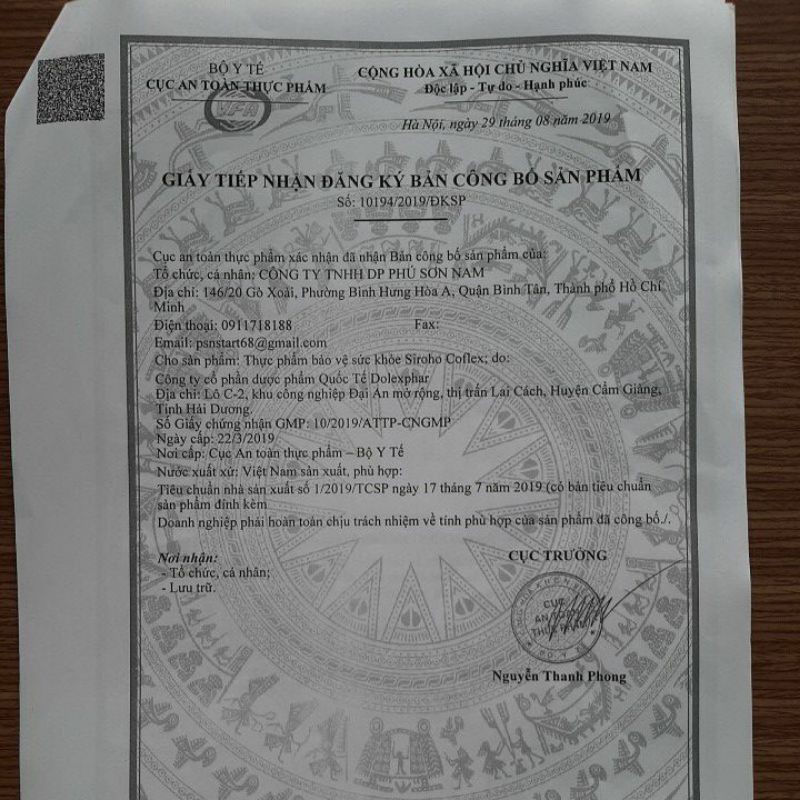 BỘ Y TẾ
CỤC AN TOÀN THỰC PHẨM
VFA
CỘNG HÒA XÃ HỘI CHỦ NGHĨA VIỆT NAM
Độc lập - Tự do - Hạnh phúc
Hà Nội, ngày 29 tháng 08 năm 2019
GIẤY TIẾP NHẬN ĐĂNG KÝ BẢN CÔNG BỐ SẢN PHẨM
Số: 10194/2019/ĐKSP
Cục an toàn thực phẩm xác nhận đã nhận Bản công bố sản phẩm của:
Tổ chức, cá nhân: CÔNG TY TNHH DP PHÚ SƠN NAM
Địa chỉ: 146/20 Gò Xoài, Phường Bình Hưng Hòa A, Quận Bình Tân, Thành phố Hồ Chí
Minh
Điện thoại: 0911718188 Fax:
Email: psnstart68@gmail.com
Cho sản phẩm: Thực phẩm bảo vệ sức khỏe Siroho Coflex; do:
Công ty cổ phần dược phẩm Quốc Tế Dolexphar
Địa chỉ: Lô C-2, khu công nghiệp Đại An mở rộng, thị trấn Lai Cách, Huyện Cẩm Giàng,
Tỉnh Hải Dương.
Số Giấy chứng nhận GMP: 10/2019/ATTP-CNGMP
Ngày cấp: 22/3/2019
Nơi cấp: Cục An toàn thực phẩm – Bộ Y Tế
Nước xuất xứ: Việt Nam sản xuất, phù hợp:
Tiêu chuẩn nhà sản xuất số 1/2019/TCSP ngày 17 tháng 7 năm 2019 (có bản tiêu chuẩn
sản phẩm đính kèm
Doanh nghiệp phải hoàn toàn chịu trách nhiệm về tính phù hợp của sản phẩm đã công bố./.
Nơi nhận:
- Tổ chức, cá nhân;
- Lưu trữ.
CỤC TRƯỞNG
CỤC
AN TOÀN
THỰC PHẨM
BỘ Y TẾ
Nguyễn Thanh Phong